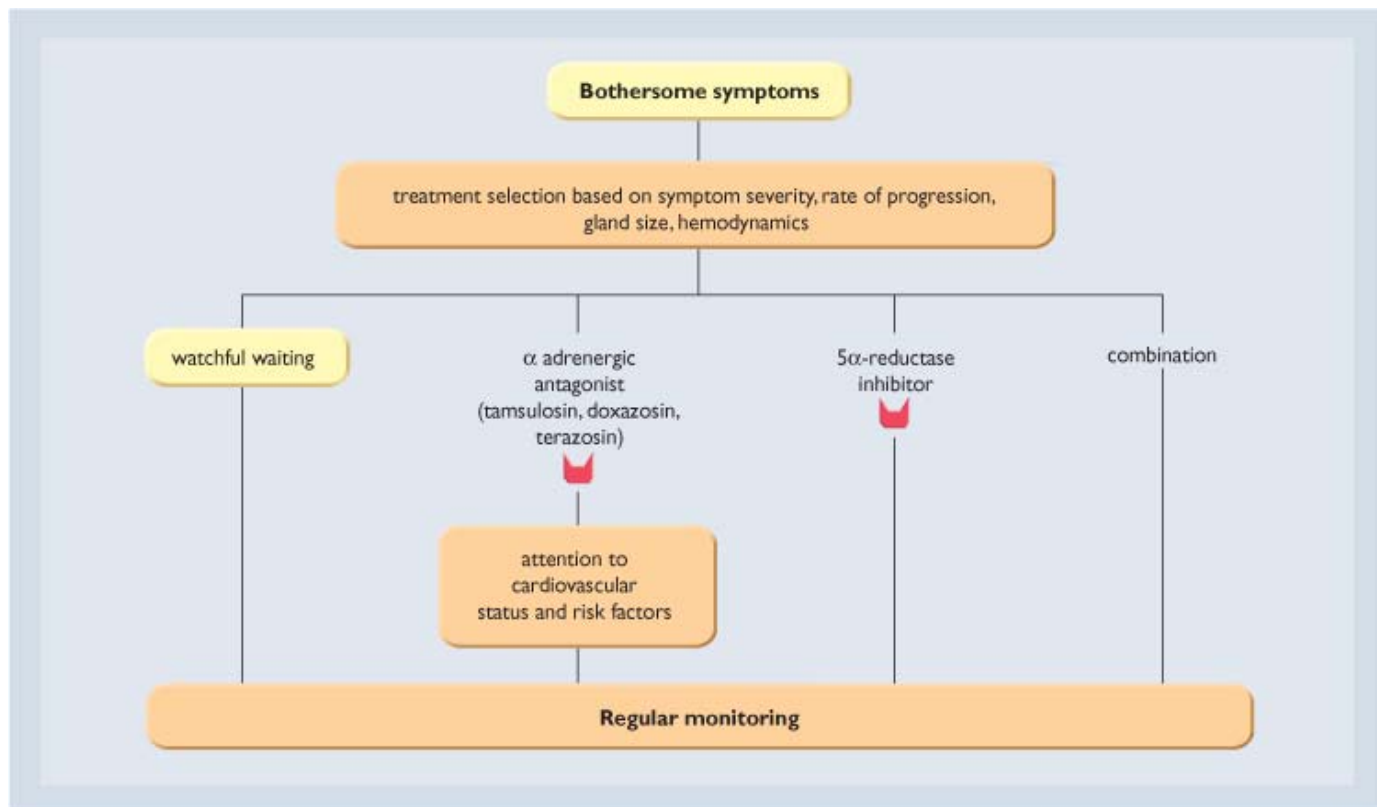 Bothersome symptoms
treatment selection based on symptom severity, rate of progression,
gland size, hemodynamics
watchful waiting
α adrenergic
antagonist
(tamsulosin, doxazosin,
terazosin)
5α-reductase
inhibitor
combination
attention to
cardiovascular
status and risk factors
Regular monitoring